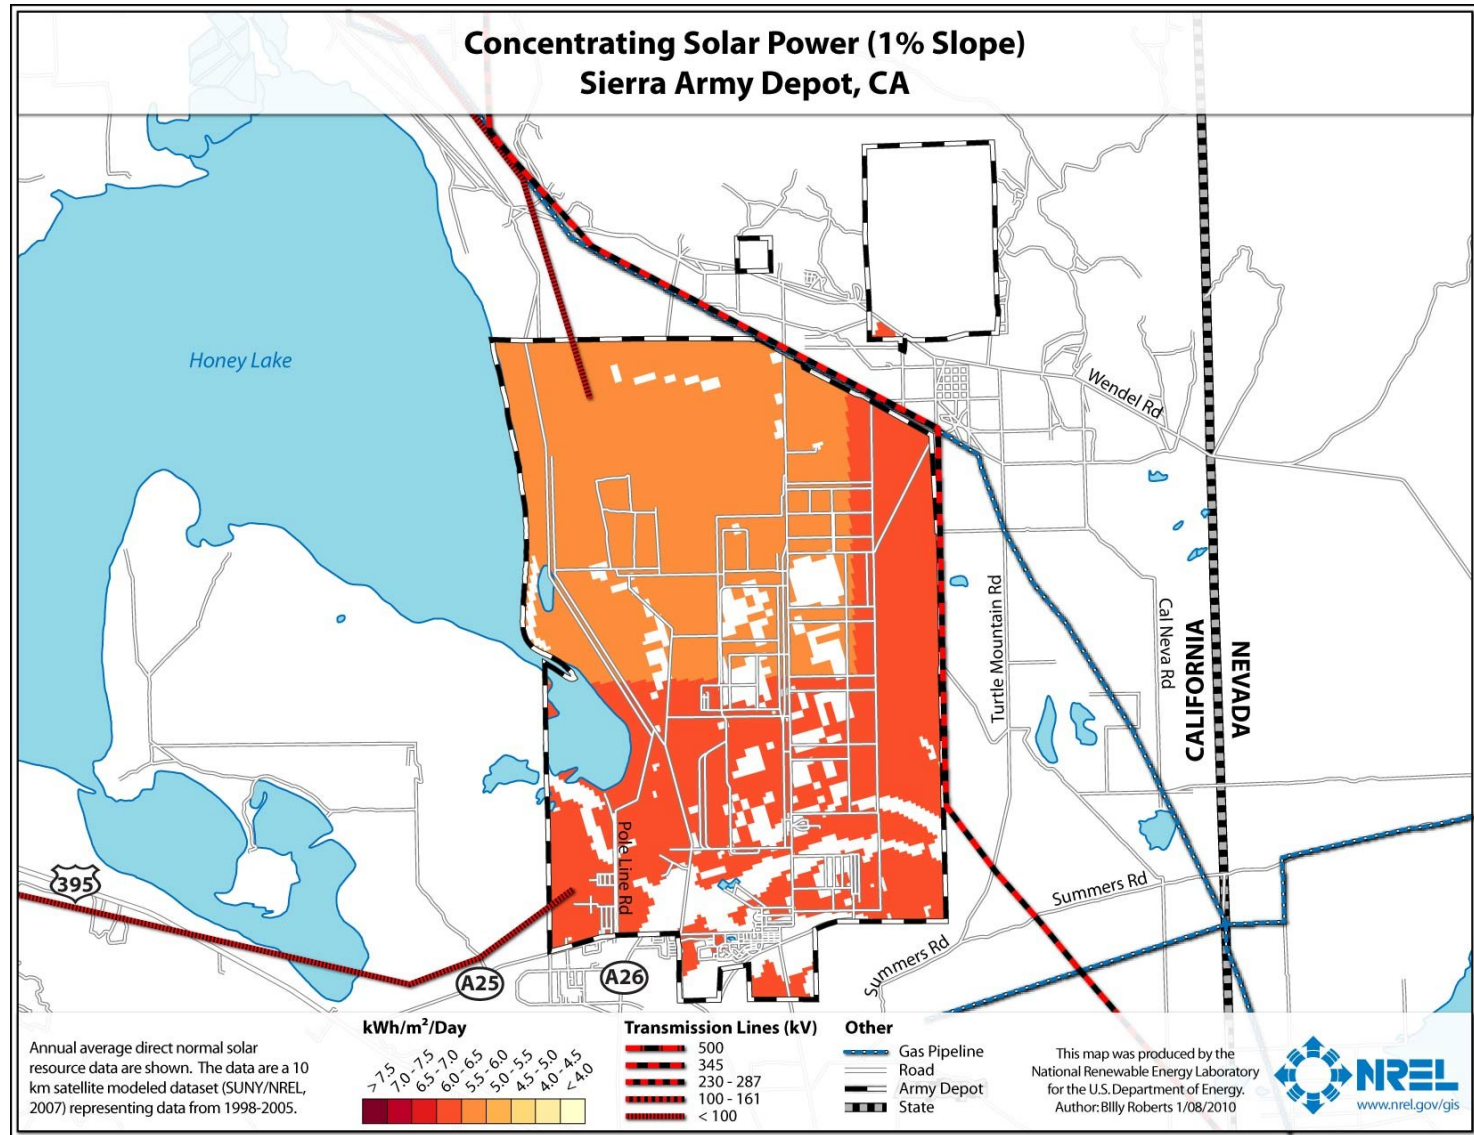 Concentrating Solar Power (1% Slope)
Sierra Army Depot, CA
Honey Lake
Wendel Rd
Turtle Mountain Rd
Cal Neva Rd
CALIFORNIA
NEVADA
Pole Line Rd
395
Summers Rd
Summers Rd
A25
A26
Annual average direct normal solar
resource data are shown. The data are a 10
km satellite modeled dataset (SUNY/NREL,
2007) representing data from 1998-2005.
kWh/m²/Day
> 7.5
7.0 - 7.5
6.5 - 7.0
6.0 - 6.5
5.5 - 6.0
5.0 - 5.5
4.5 - 5.0
4.0 - 4.5
< 4.0
Transmission Lines (kV)
500
345
230 - 287
100 - 161
< 100
Other
Gas Pipeline
Road
Army Depot
State
This map was produced by the
National Renewable Energy Laboratory
for the U.S. Department of Energy.
Author: BIlly Roberts 1/08/2010
NREL
www.nrel.gov/gis